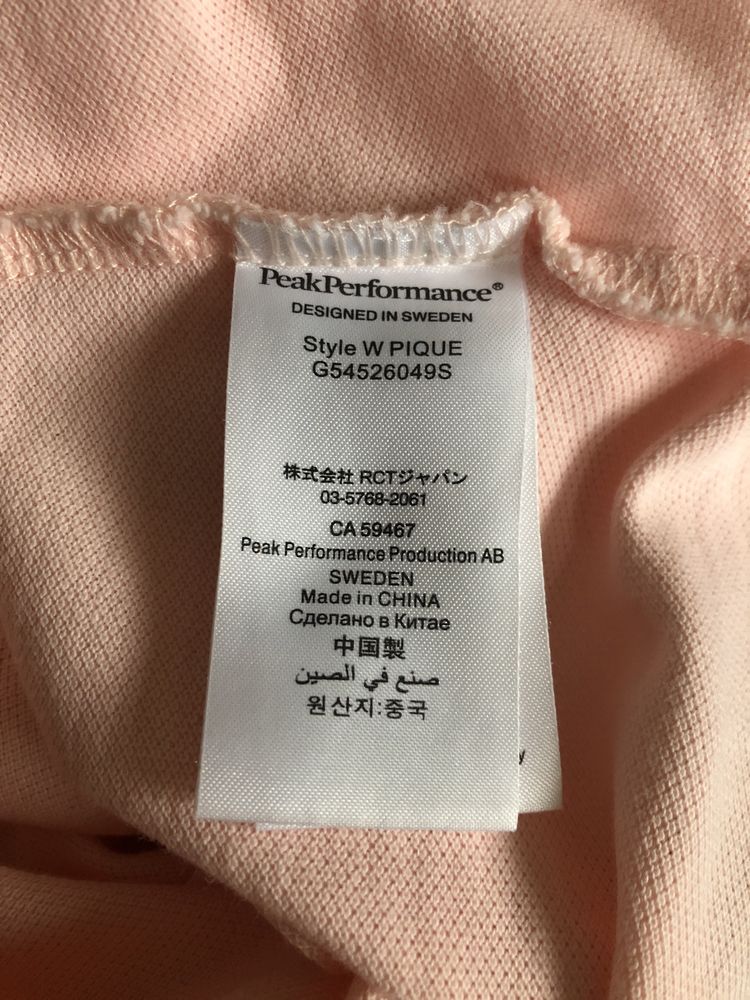 PeakPerformance®
DESIGNED IN SWEDEN
Style W PIQUE
G54526049S
株式会社 RCTジャパン
03-5768-2061
CA 59467
Peak Performance Production AB
SWEDEN
Made in CHINA
Сделано в Китае
中国製
صنع في الصين
원산지:중국
y